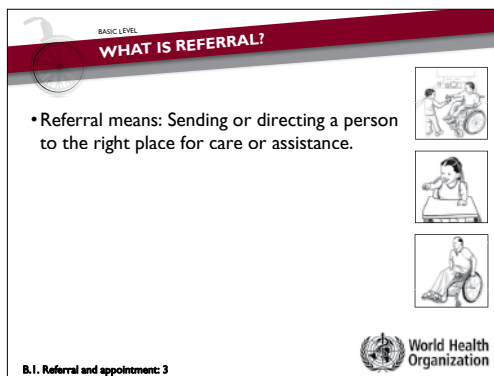 BASIC LEVEL
WHAT IS REFERRAL?
•Referral means: Sending or directing a person
to the right place for care or assistance.
World Health
Organization
B.1. Referral and appointment: 3